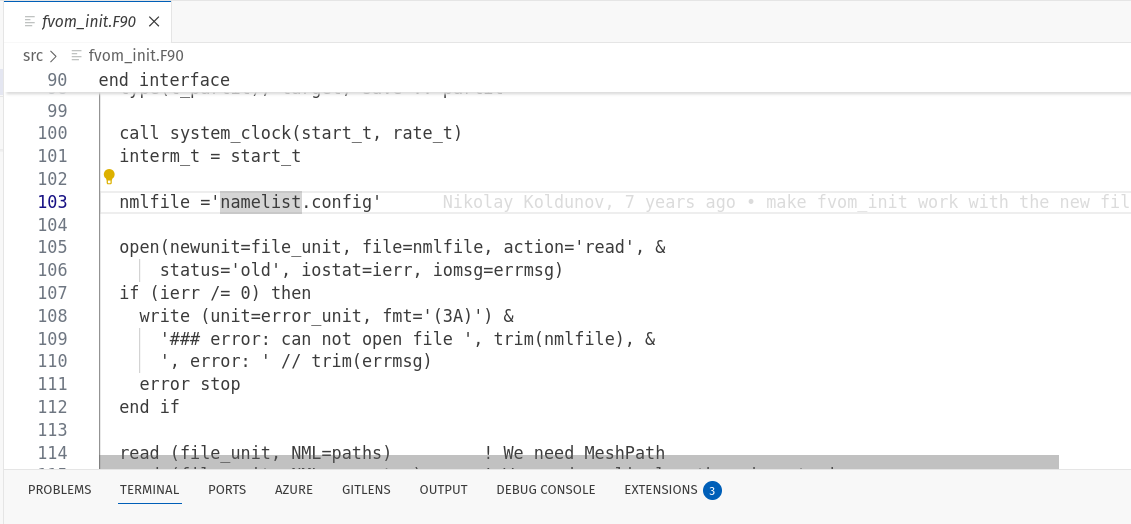 fvom_init.F90
src > fvom_init.F90
90 end interface
99
100 call system_clock(start_t, rate_t)
101 interm_t = start_t
102
103 nmlfile ='namelist.config' Nikolay Koldunov, 7 years ago • make fvom_init work with the new fil
104
105 open(newunit=file_unit, file=nmlfile, action='read', &
106 status='old', iostat=ierr, iomsg=errmsg)
107 if (ierr /= 0) then
108 write (unit=error_unit, fmt='(3A)') &
109 '### error: can not open file ', trim(nmlfile), &
110 ', error: ' // trim(errmsg)
111 error stop
112 end if
113
114 read (file_unit, NML=paths) ! We need MeshPath
PROBLEMS TERMINAL PORTS AZURE GITLENS OUTPUT DEBUG CONSOLE EXTENSIONS 3